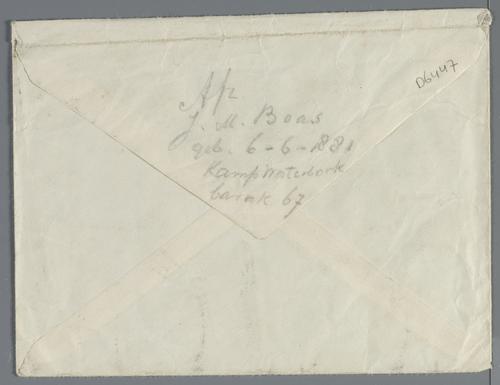 D6447
Afz
J. M. Boas
geb. 6-6-1881
Kamp Westerbork
barak 67